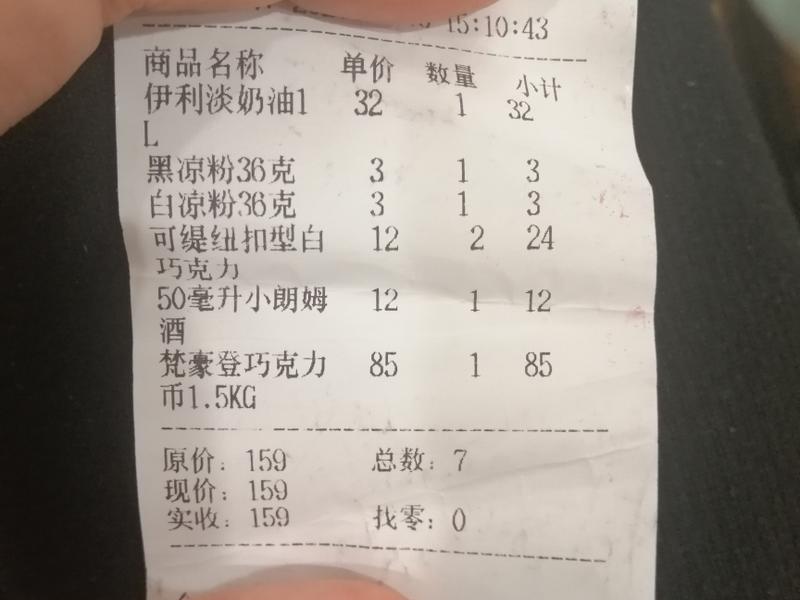 15:10:43
商品名称 单价 数量 小计
伊利淡奶油1 32 1 32
L
黑凉粉36克 3 1 3
白凉粉36克 3 1 3
可缇纽扣型白 12 2 24
巧克力
50毫升小朗姆 12 1 12
酒
梵豪登巧克力 85 1 85
币1.5KG
原价：159 总数：7
现价：159
实收：159 找零：0